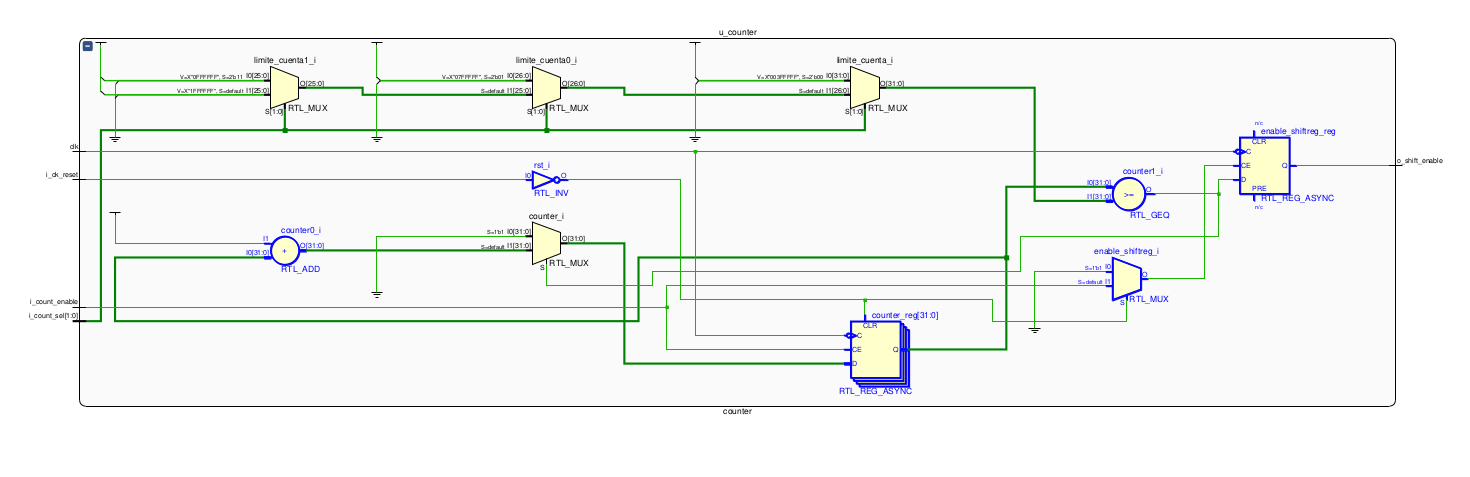 u_counter
limite_cuenta1_i
V=X"0FFFFFF", S=2'b11 I0[25:0]
V=X"1FFFFFF", S=default I1[25:0]
O[25:0]
S[1:0]
RTL_MUX
limite_cuenta0_i
V=X"07FFFFF", S=2'b01 I0[26:0]
S=default I1[25:0]
O[26:0]
S[1:0]
RTL_MUX
limite_cuenta_i
V=X"003FFFFF", S=2'b00 I0[31:0]
S=default I1[26:0]
O[31:0]
S[1:0]
RTL_MUX
clk
i_ck_reset
rst_i
I0
O
RTL_INV
n/c
enable_shiftreg_reg
CLR
C
CE
D
Q
PRE
RTL_REG_ASYNC
n/c
o_shift_enable
counter1_i
I0[31:0]
I1[31:0]
>=
O
RTL_GEQ
counter0_i
I1
I0[31:0]
+
O[31:0]
RTL_ADD
counter_i
S=1'b1 I0[31:0]
S=default I1[31:0]
O[31:0]
S
RTL_MUX
enable_shiftreg_i
S=1'b1 I0
S=default I1
O
S
RTL_MUX
i_count_enable
i_count_sel[1:0]
counter_reg[31:0]
CLR
C
CE
D
Q
RTL_REG_ASYNC
counter